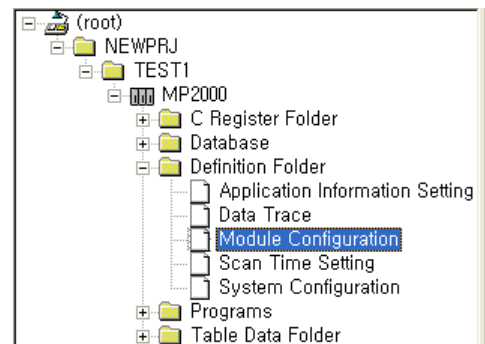 (root)
NEWPRJ
TEST1
MP2000
C Register Folder
Database
Definition Folder
Application Information Setting
Data Trace
Module Configuration
Scan Time Setting
System Configuration
Programs
Table Data Folder